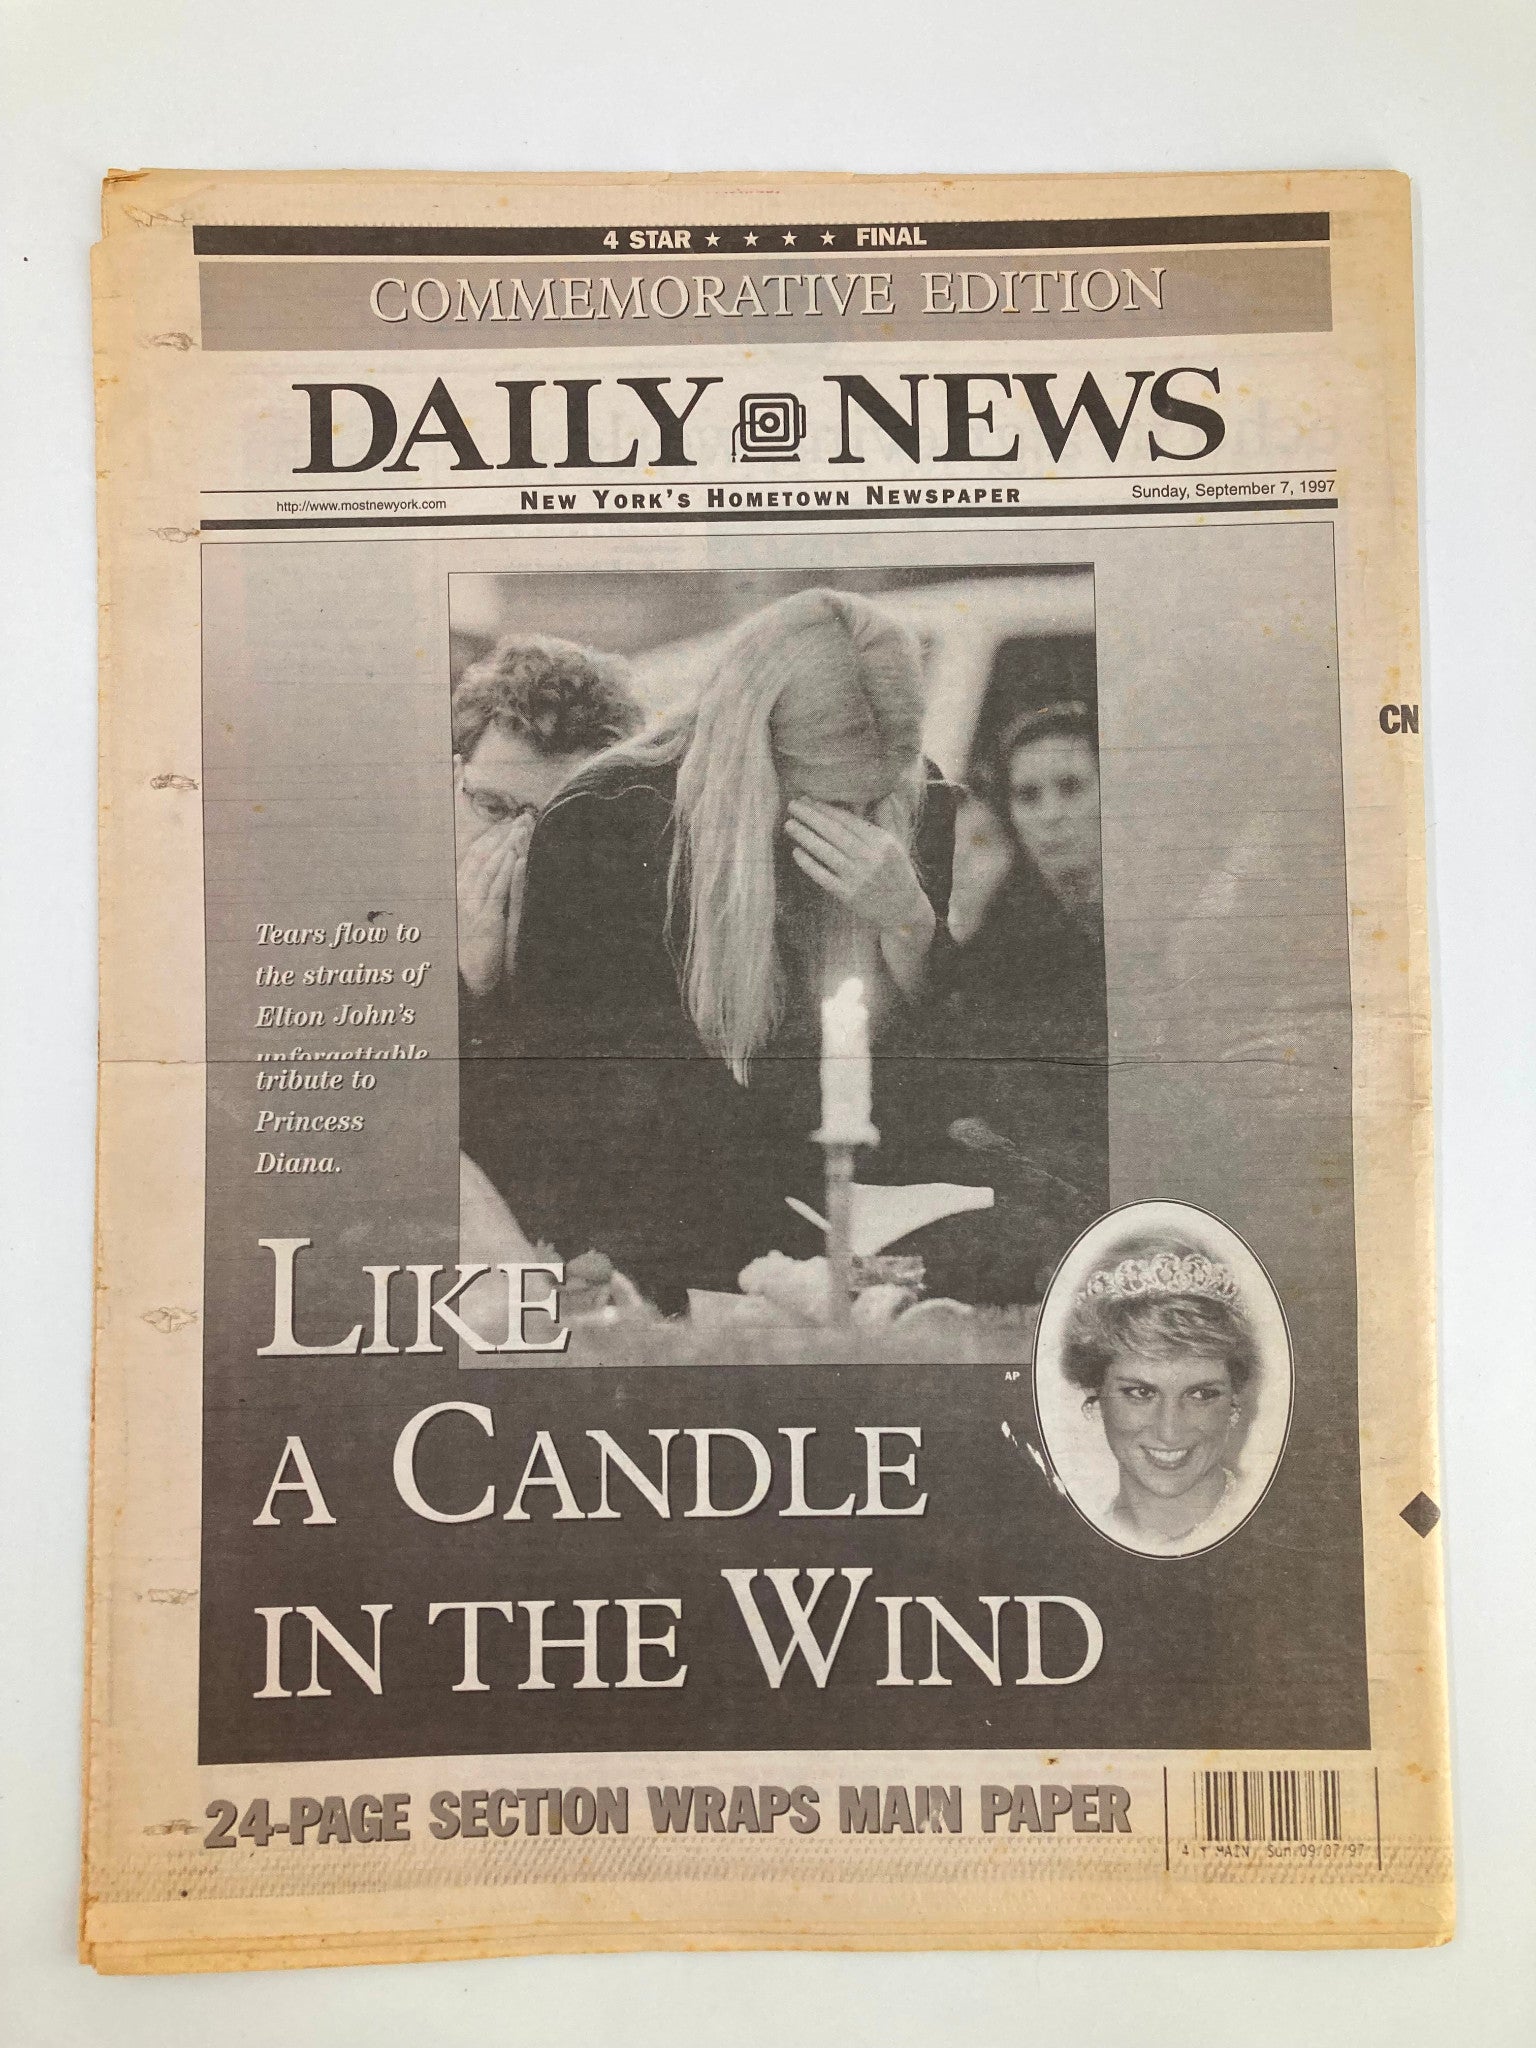 4 STAR ★ ★ ★ ★ FINAL
COMMEMORATIVE EDITION
DAILY NEWS
http://www.mostnewyork.com NEW YORK'S HOMETOWN NEWSPAPER Sunday, September 7, 1997
CN
Tears flow to
the strains of
Elton John's
unforgettable
tribute to
Princess
Diana.
LIKE
A CANDLE
IN THE WIND
AP
24-PAGE SECTION WRAPS MAIN PAPER
MAIN Sun 09/07/97